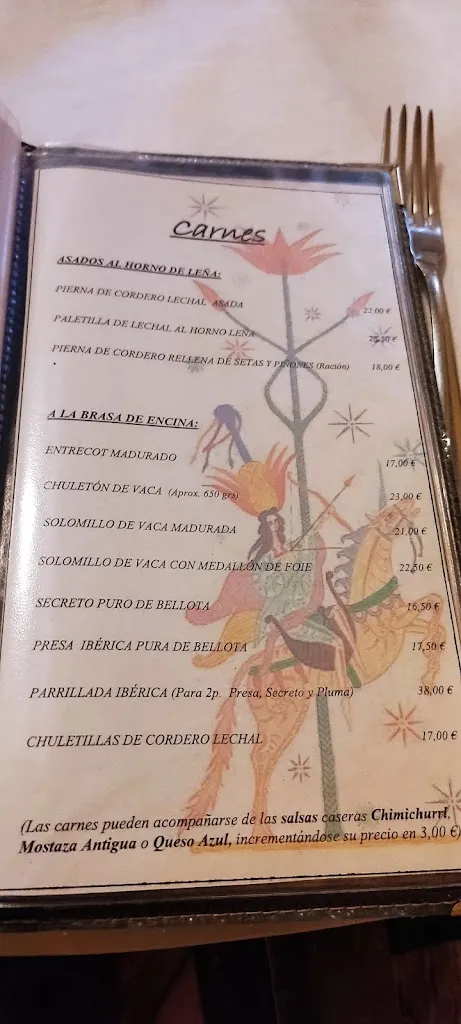 Carnes
ASADOS AL HORNO DE LEÑA:
PIERNA DE CORDERO LECHAL ASADA 22,00 €
PALETILLA DE LECHAL AL HORNO LEÑA €
PIERNA DE CORDERO RELLENA DE SETAS Y PIÑONES (Ración) 18,00 €
A LA BRASA DE ENCINA:
ENTRECOT MADURADO 17,00 €
CHULETÓN DE VACA (Aprox. 650 grs) 23,00 €
SOLOMILLO DE VACA MADURADA 21,00 €
SOLOMILLO DE VACA CON MEDALLÓN DE FOIE 22,50 €
SECRETO PURO DE BELLOTA 16,50 €
PRESA IBÉRICA PURA DE BELLOTA 17,50 €
PARRILLADA IBÉRICA (Para 2p. Presa, Secreto y Pluma) 38,00 €
CHULETILLAS DE CORDERO LECHAL 17,00 €
(Las carnes pueden acompañarse de las salsas caseras Chimichurri,
Mostaza Antigua o Queso Azul, incrementándose su precio en 3,00 €)